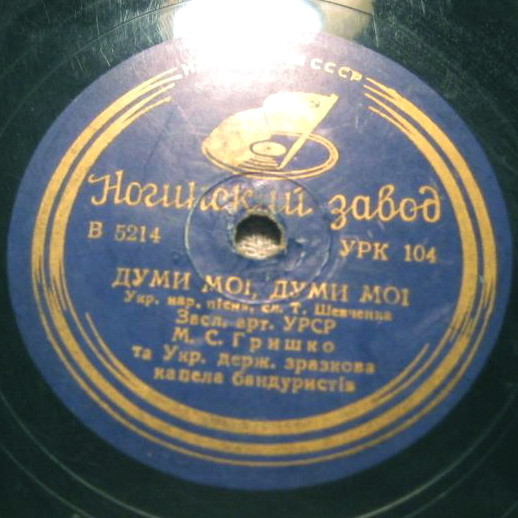 СССР
Ногинский завод
В 5214
УРК 104
ДУМИ МОЇ, ДУМИ МОЇ
Укр. нар. пісня, сл. Т. Шевченка
Засл. арт. УРСР
М. С. Гришко
та Укр. держ. зразкова
капела бандуристів